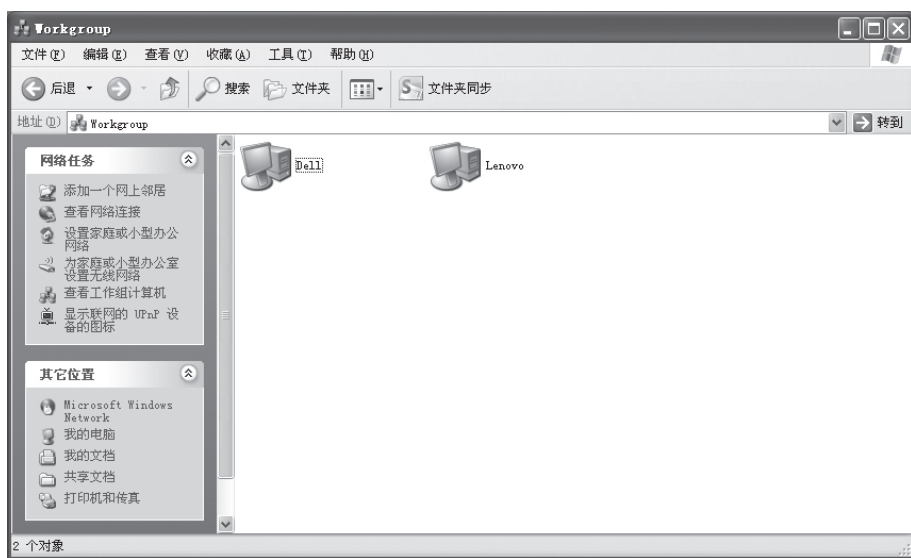 Workgroup
文件(F) 编辑(E) 查看(V) 收藏(A) 工具(T) 帮助(H)
后退 搜索 文件夹 文件夹同步
地址(D) Workgroup 转到
网络任务
添加一个网上邻居
查看网络连接
设置家庭或小型办公
网络
为家庭或小型办公室
设置无线网络
查看工作组计算机
显示联网的 UPnP 设
备的图标
其它位置
Microsoft Windows
Network
我的电脑
我的文档
共享文档
打印机和传真
Dell
Lenovo
2 个对象